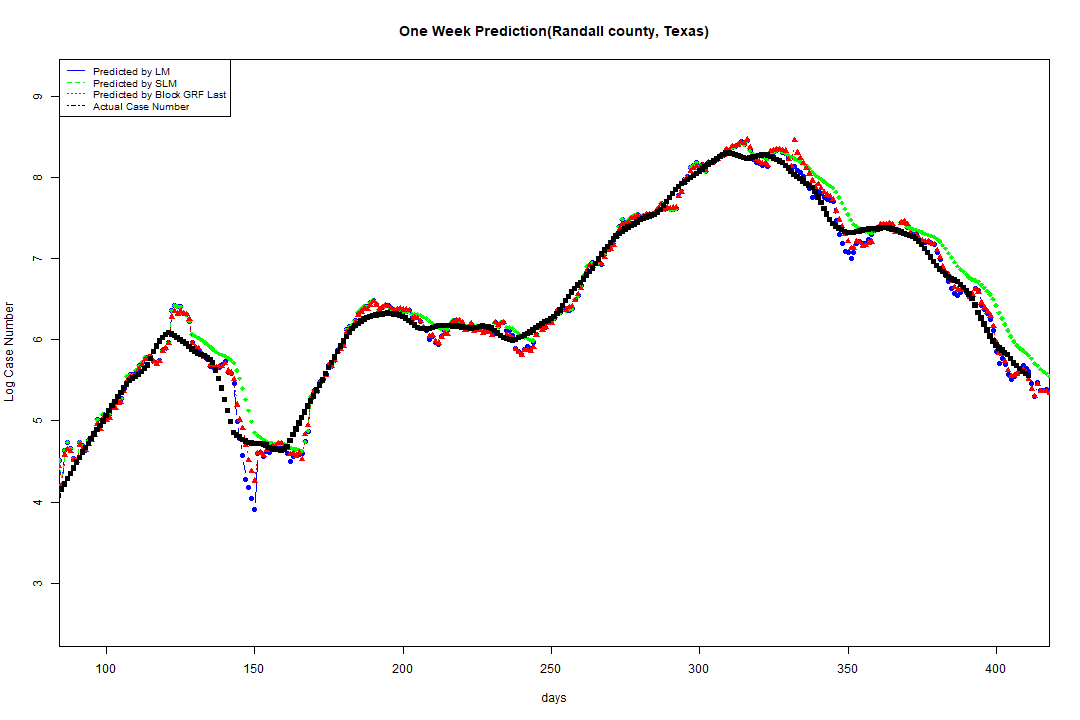 One Week Prediction(Randall county, Texas)
Predicted by LM
Predicted by SLM
Predicted by Block GRF Last
Actual Case Number
9
8
7
6
5
4
3
Log Case Number
100 150 200 250 300 350 400
days